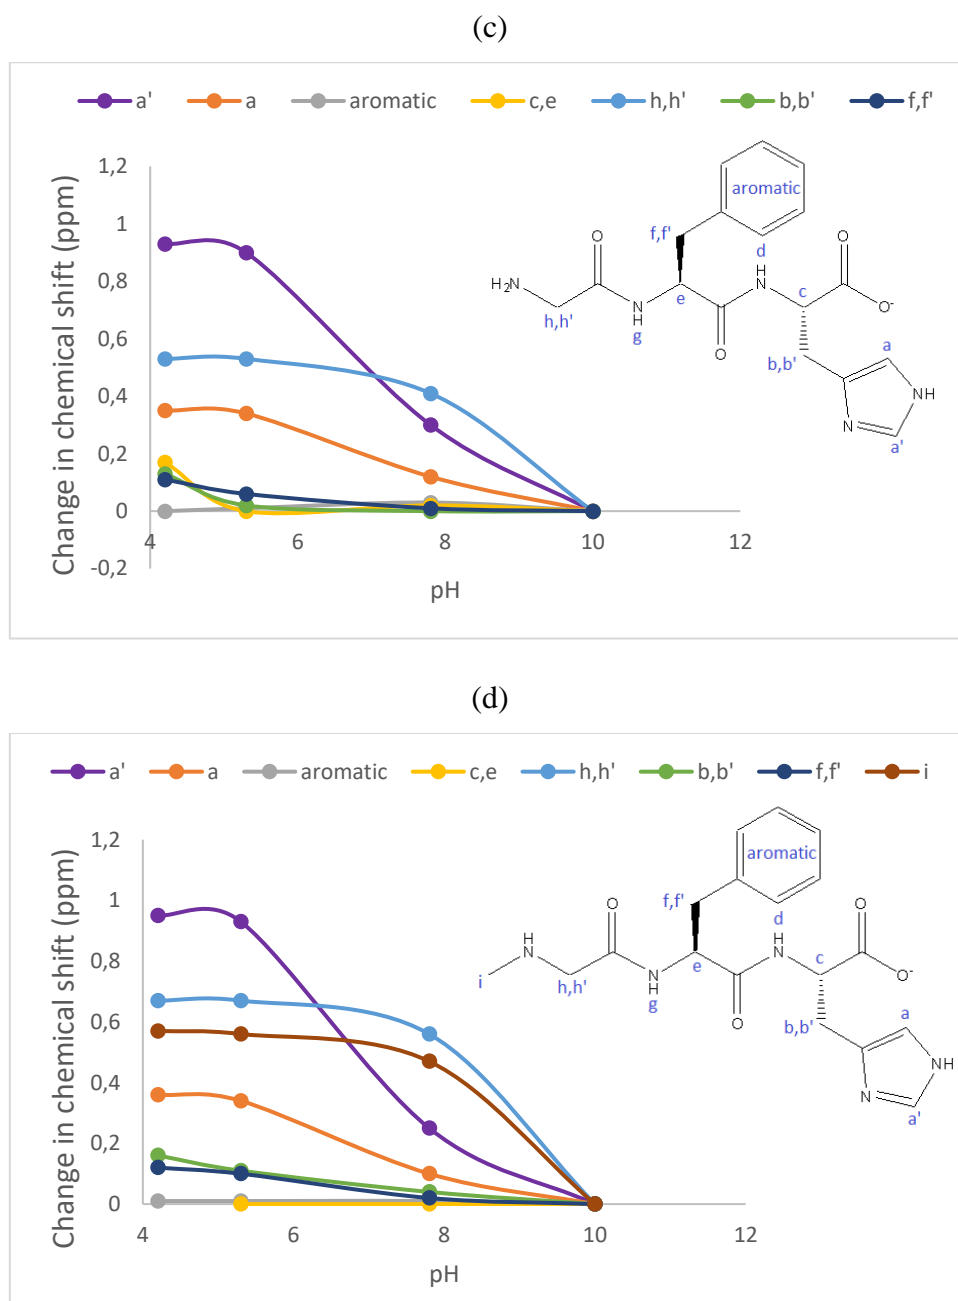 (c)
a' a aromatic c,e h,h' b,b' f,f'
Change in chemical shift (ppm)
1,2
1
0,8
0,6
0,4
0,2
0
-0,2
4 6 8 10 12
pH
aromatic
f,f'
O
d
O
H
N
H₂N
e
c
O⁻
h,h'
N
H
g
O
b,b'
a
NH
N
a'
(d)
a' a aromatic c,e h,h' b,b' f,f' i
Change in chemical shift (ppm)
1,2
1
0,8
0,6
0,4
0,2
0
4 6 8 10 12
pH
aromatic
f,f'
O
d
O
H
N
H
N
e
c
O⁻
i
h,h'
N
H
g
O
b,b'
a
NH
N
a'